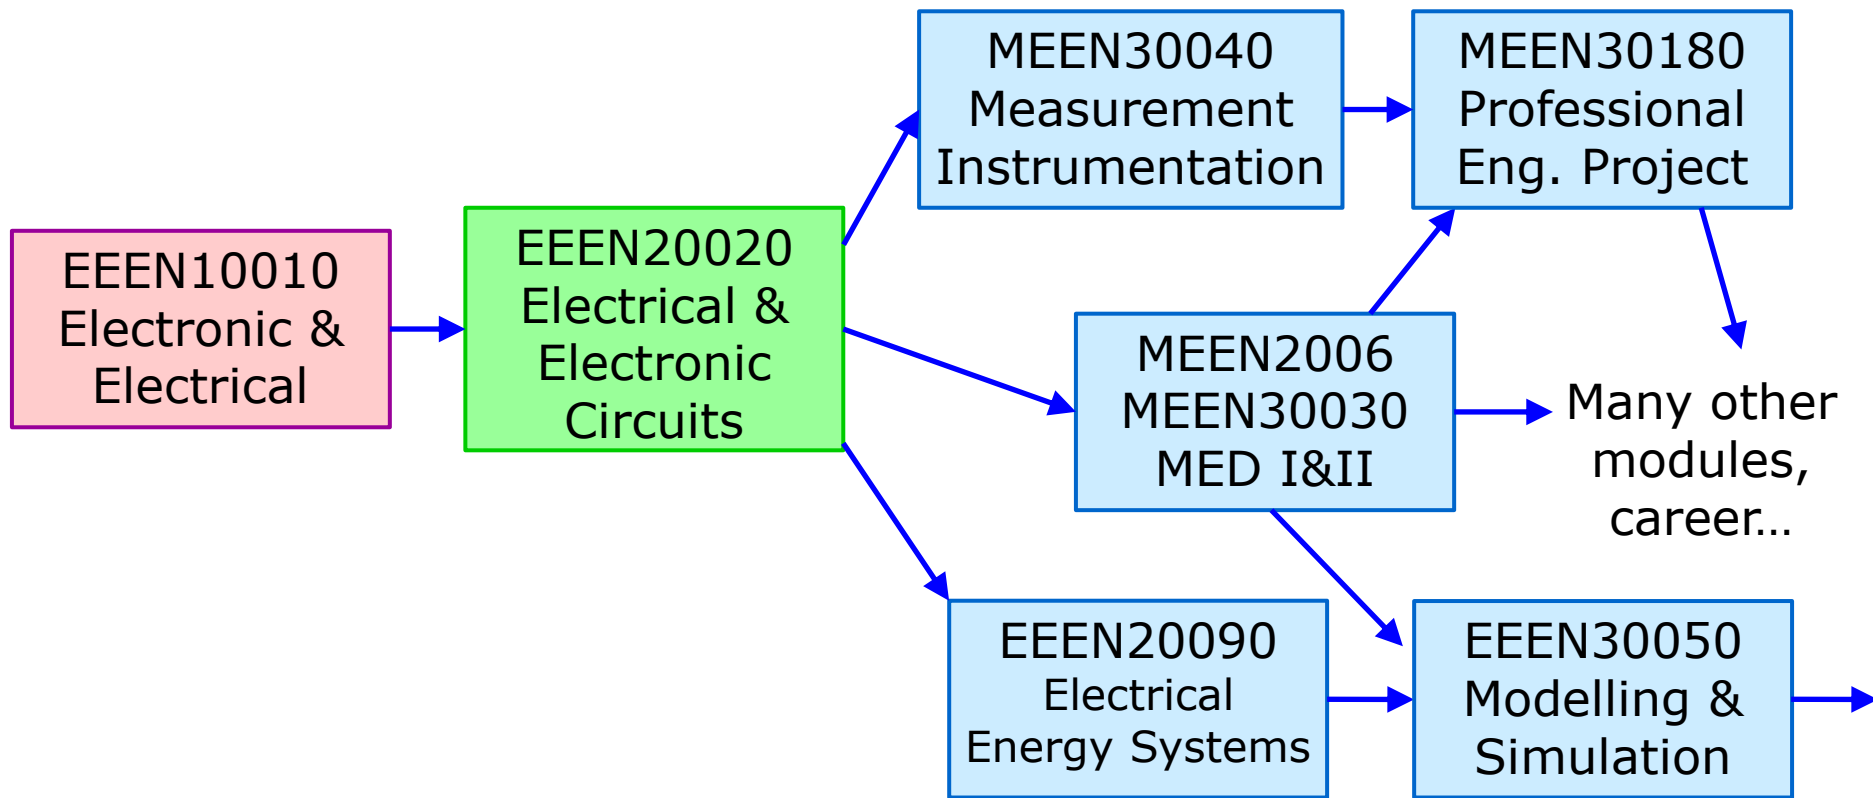 EEEN10010
Electronic &
Electrical
EEEN20020
Electrical &
Electronic
Circuits
MEEN30040
Measurement
Instrumentation
MEEN30180
Professional
Eng. Project
MEEN2006
MEEN30030
MED I&II
Many other
modules,
career...
EEEN20090
Electrical
Energy Systems
EEEN30050
Modelling &
Simulation